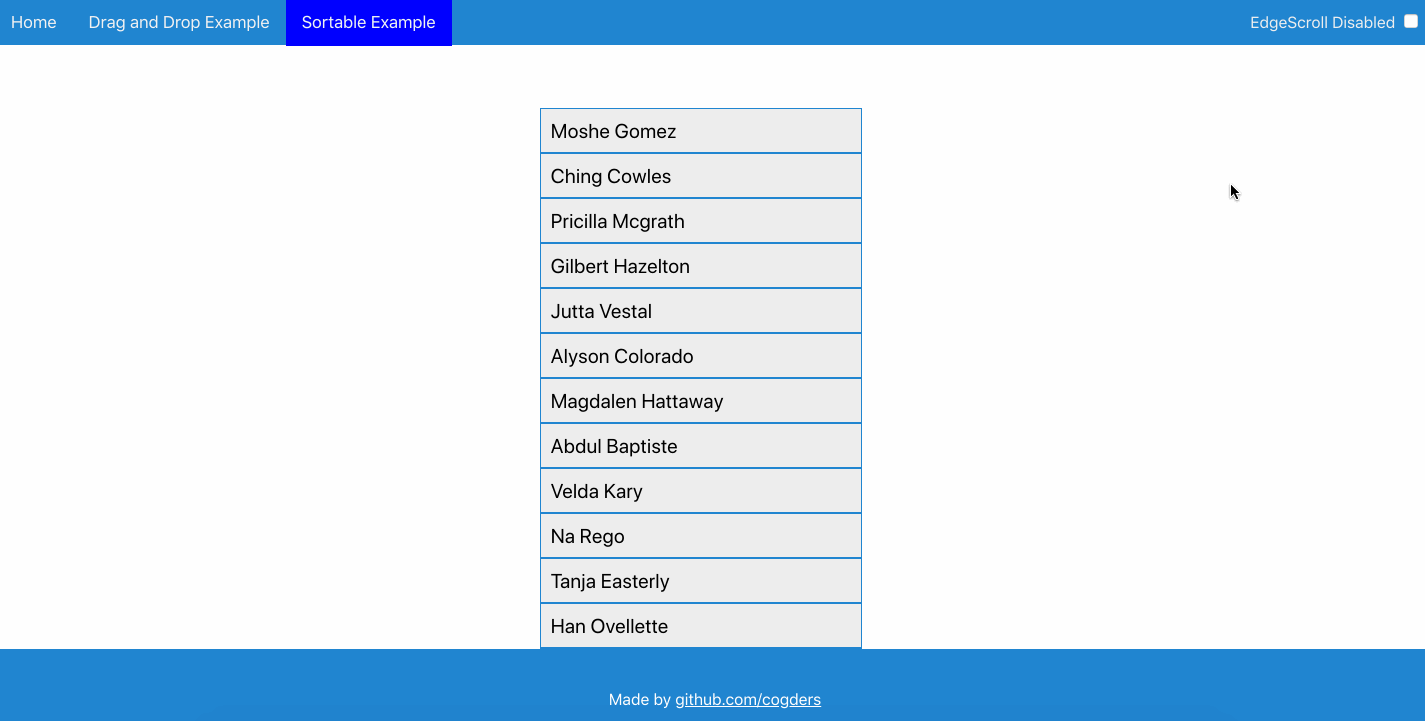 Home Drag and Drop Example Sortable Example EdgeScroll Disabled
Moshe Gomez
Ching Cowles
Pricilla Mcgrath
Gilbert Hazelton
Jutta Vestal
Alyson Colorado
Magdalen Hattaway
Abdul Baptiste
Velda Kary
Na Rego
Tanja Easterly
Han Ovellette
Made by github.com/cogders